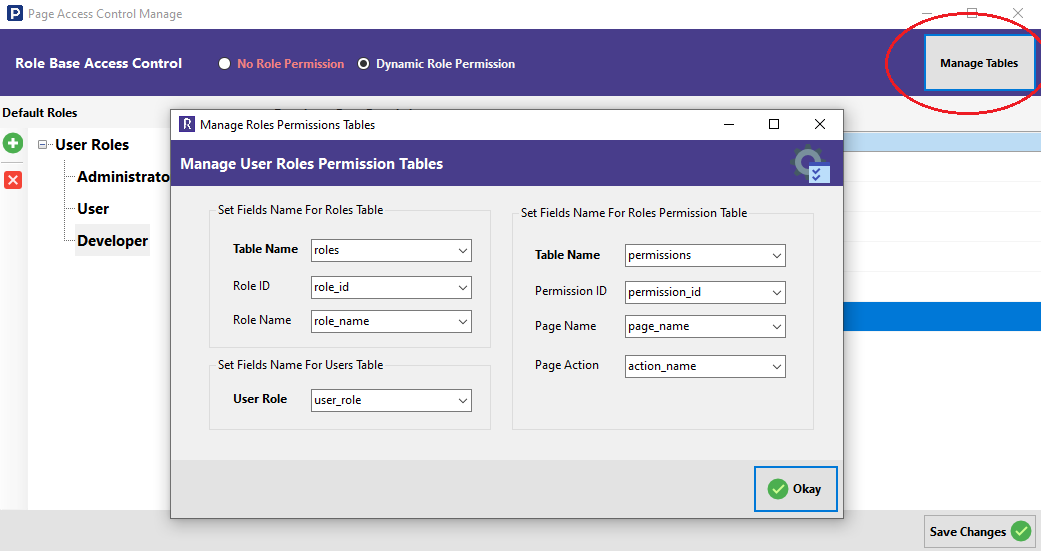 P Page Access Control Manage
Role Base Access Control
No Role Permission
Dynamic Role Permission
Manage Tables
Default Roles
User Roles
Administrato
User
Developer
R Manage Roles Permissions Tables
Manage User Roles Permission Tables
Set Fields Name For Roles Table
Table Name roles
Role ID role_id
Role Name role_name
Set Fields Name For Users Table
User Role user_role
Set Fields Name For Roles Permission Table
Table Name permissions
Permission ID permission_id
Page Name page_name
Page Action action_name
Okay
Save Changes